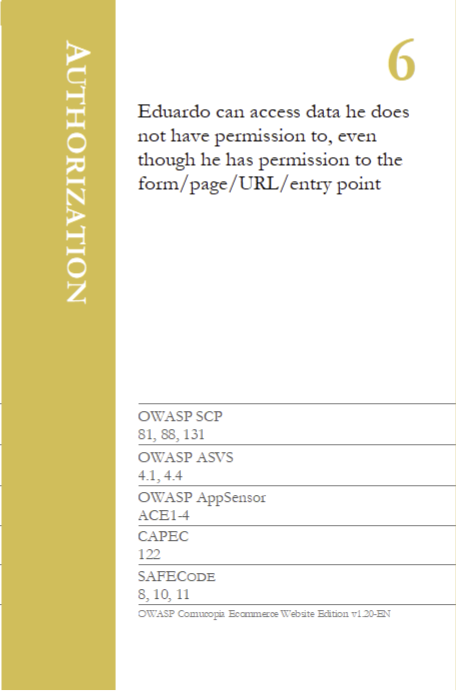 AUTHORIZATION
6
Eduardo can access data he does
not have permission to, even
though he has permission to the
form/page/URL/entry point
OWASP SCP
81, 88, 131
OWASP ASVS
4.1, 4.4
OWASP AppSensor
ACE1-4
CAPEC
122
SAFECODE
8, 10, 11
OWASP Cornucopia Ecommerce Website Edition v1.20-EN